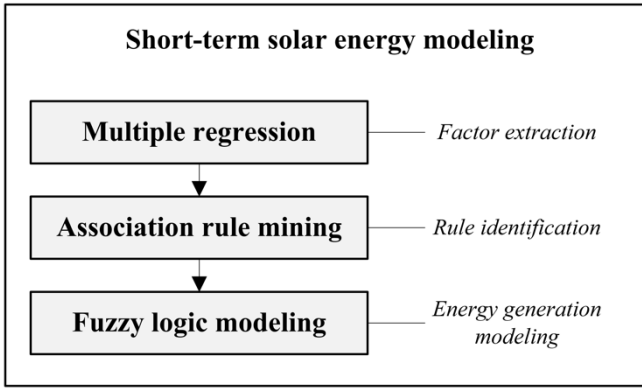 Short-term solar energy modeling
Multiple regression
Factor extraction
Association rule mining
Rule identification
Fuzzy logic modeling
Energy generation
modeling